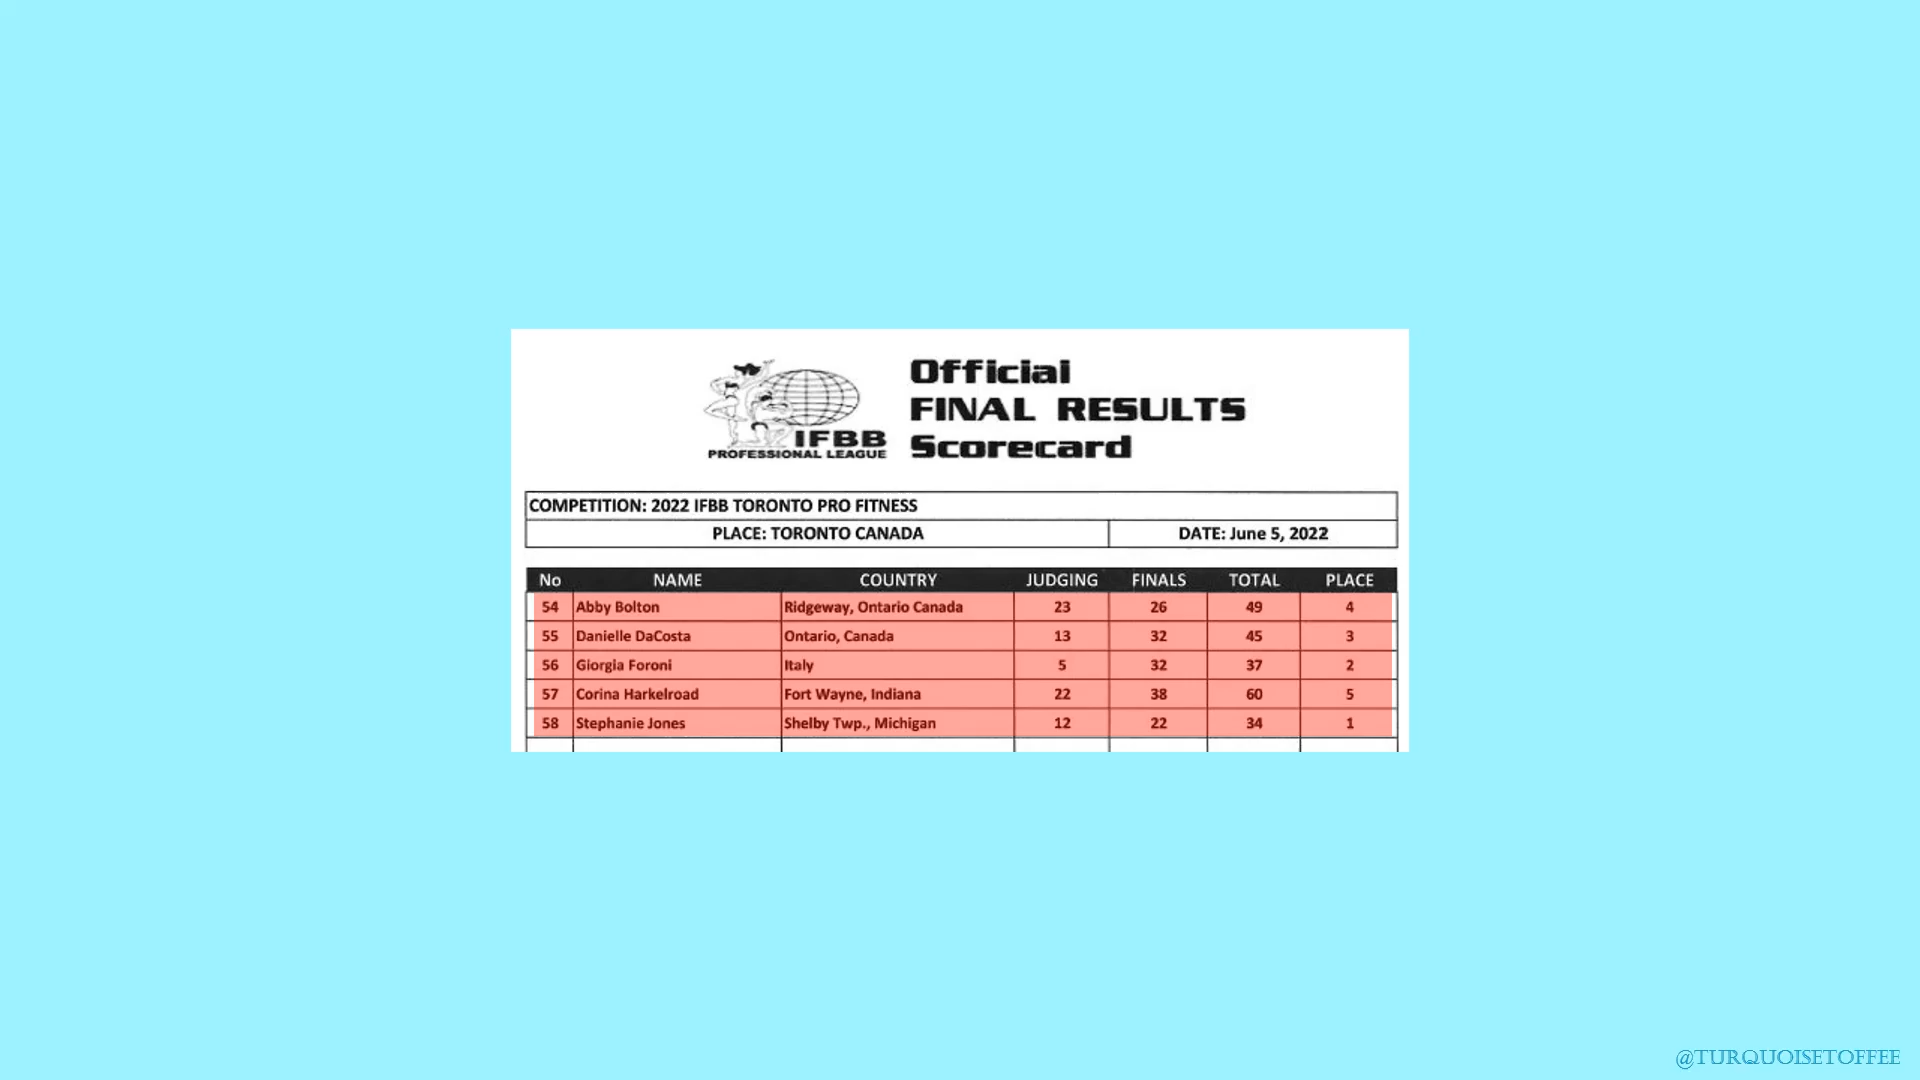 Official
FINAL RESULTS
Scorecard
IFBB
PROFESSIONAL LEAGUE
COMPETITION: 2022 IFBB TORONTO PRO FITNESS
PLACE: TORONTO CANADA DATE: June 5, 2022
No NAME COUNTRY JUDGING FINALS TOTAL PLACE
54 Abby Bolton Ridgeway, Ontario Canada 23 26 49 4
55 Danielle DaCosta Ontario, Canada 13 32 45 3
56 Giorgia Foroni Italy 5 32 37 2
57 Corina Harkelroad Fort Wayne, Indiana 22 38 60 5
58 Stephanie Jones Shelby Twp., Michigan 12 22 34 1
@TURQUOISETOFFEE